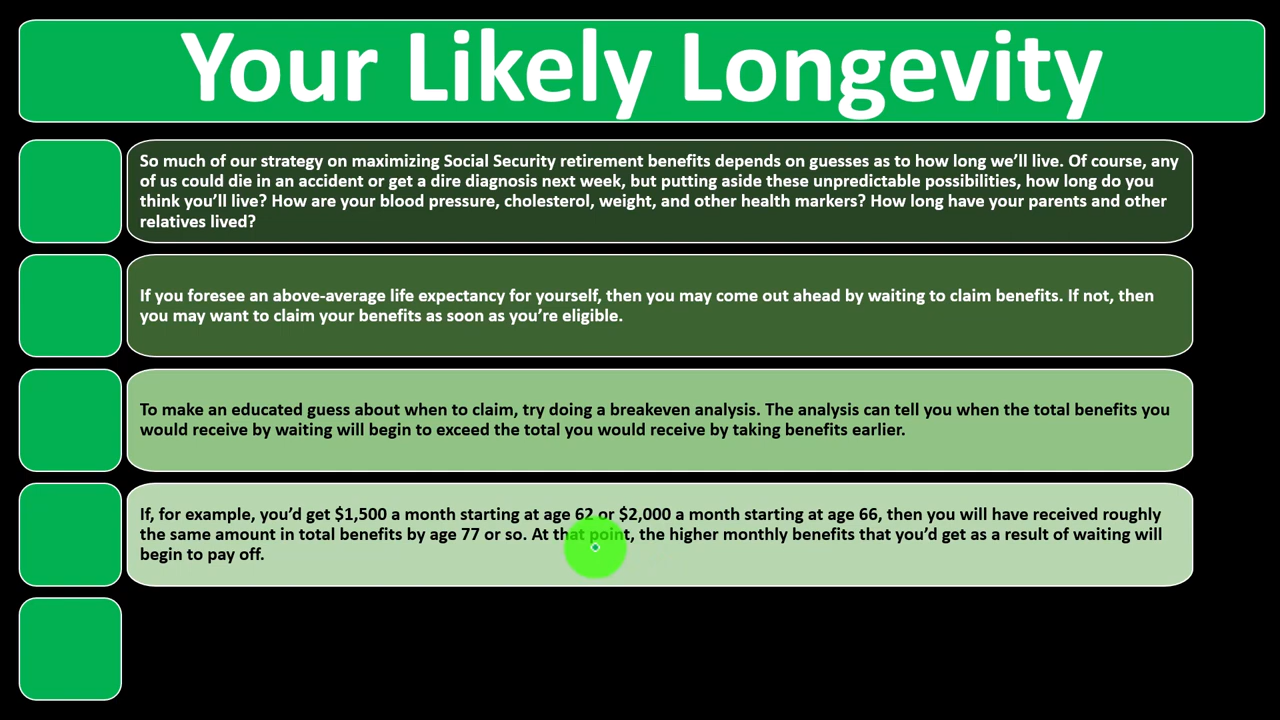 Your Likely Longevity
So much of our strategy on maximizing Social Security retirement benefits depends on guesses as to how long we’ll live. Of course, any
of us could die in an accident or get a dire diagnosis next week, but putting aside these unpredictable possibilities, how long do you
think you’ll live? How are your blood pressure, cholesterol, weight, and other health markers? How long have your parents and other
relatives lived?
If you foresee an above-average life expectancy for yourself, then you may come out ahead by waiting to claim benefits. If not, then
you may want to claim your benefits as soon as you’re eligible.
To make an educated guess about when to claim, try doing a breakeven analysis. The analysis can tell you when the total benefits you
would receive by waiting will begin to exceed the total you would receive by taking benefits earlier.
If, for example, you’d get $1,500 a month starting at age 62 or $2,000 a month starting at age 66, then you will have received roughly
the same amount in total benefits by age 77 or so. At that point, the higher monthly benefits that you’d get as a result of waiting will
begin to pay off.